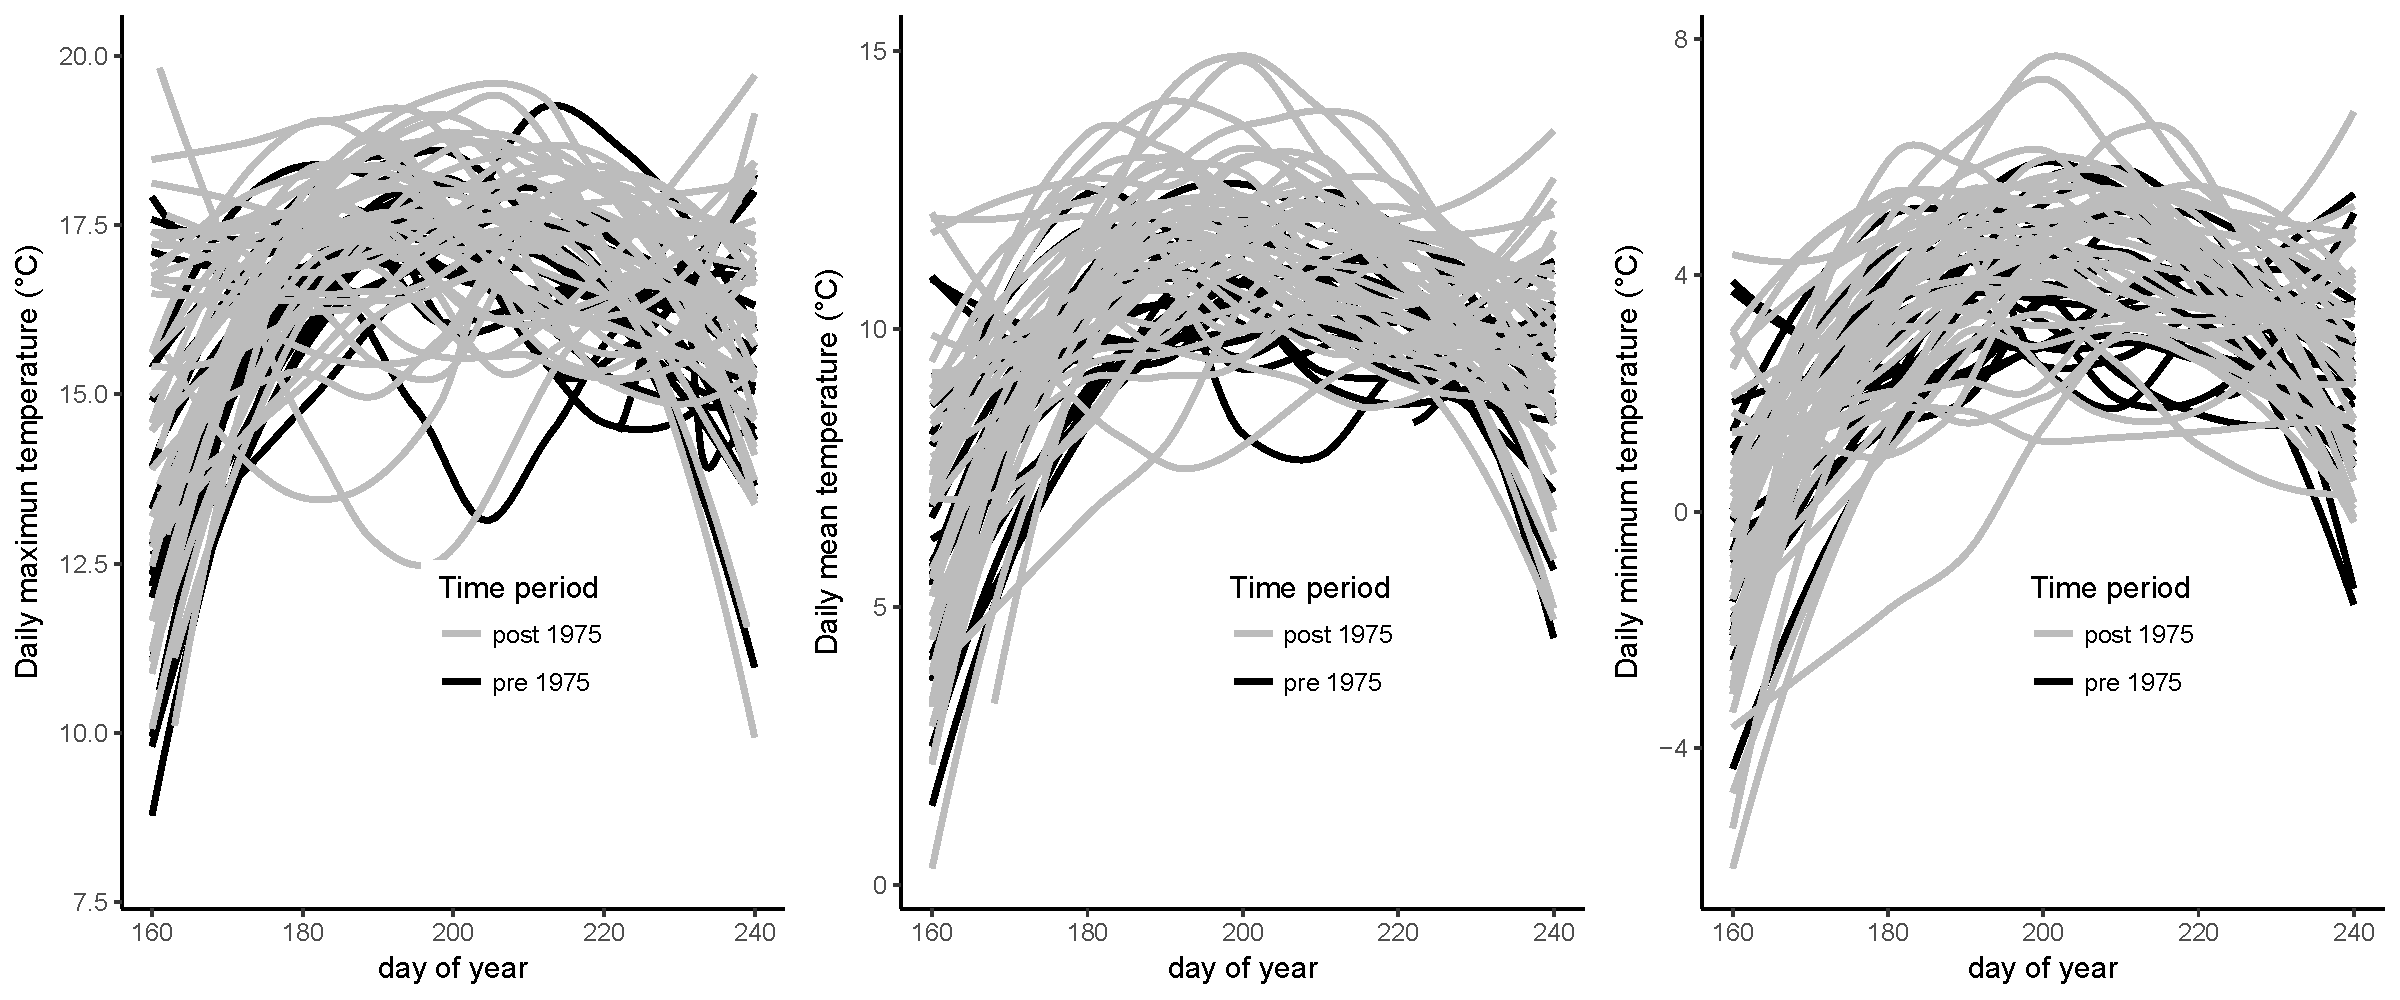 Daily maximun temperature (°C)
20.0
17.5
15.0
12.5
10.0
7.5
160
180
200
220
240
day of year
Time period
post 1975
pre 1975
Daily mean temperature (°C)
15
10
5
0
160
180
200
220
240
day of year
Time period
post 1975
pre 1975
Daily minimum temperature (°C)
8
4
0
−4
160
180
200
220
240
day of year
Time period
post 1975
pre 1975